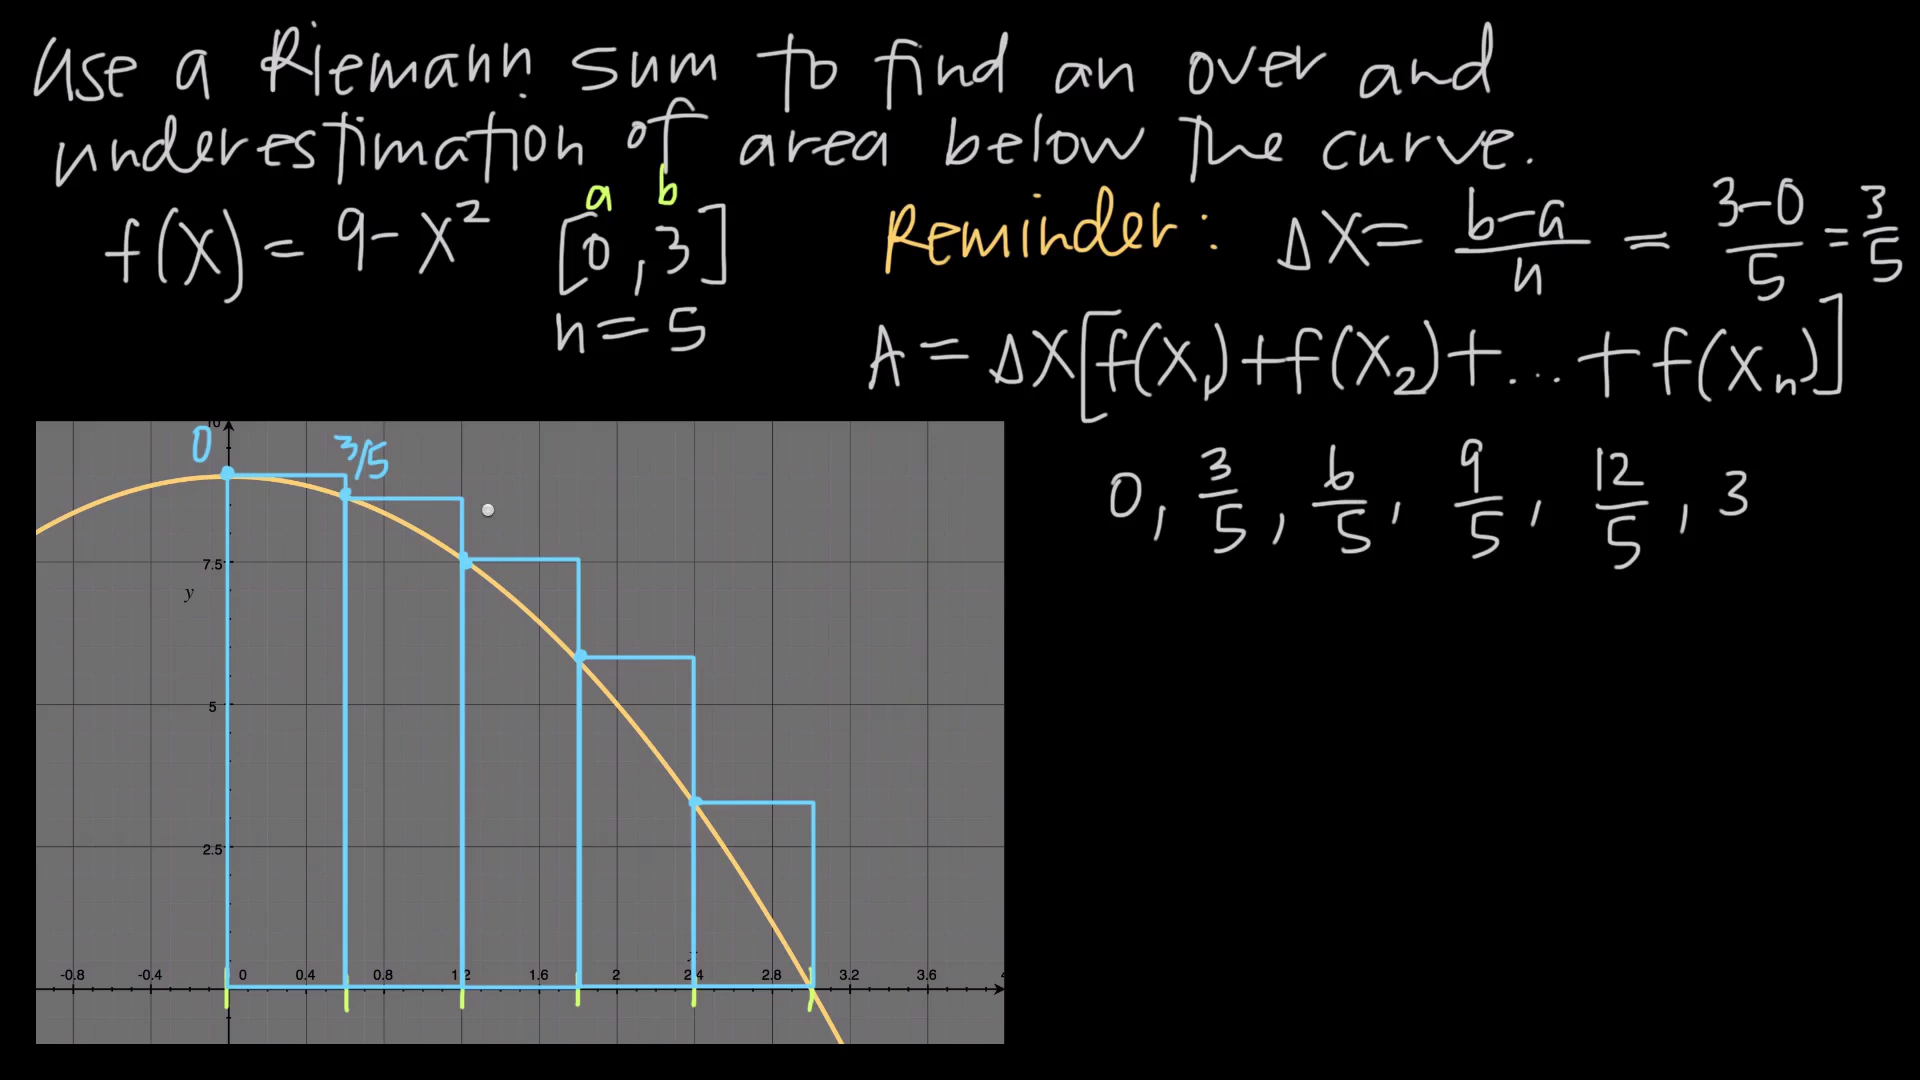 Use a Riemann sum to find an over and
underestimation of area below the curve.
a b
f(x) = 9-x² [0, 3]
n = 5
Reminder: Δx = b-a/n = 3-0/5 = 3/5
A = Δx[f(x₁)+f(x₂)+...+f(xₙ)]
0, 3/5, 6/5, 9/5, 12/5, 3
10
0 3/5
7.5
y
5
2.5
-0.8 -0.4 0 0.4 0.8 1.2 1.6 2 2.4 2.8 3.2 3.6